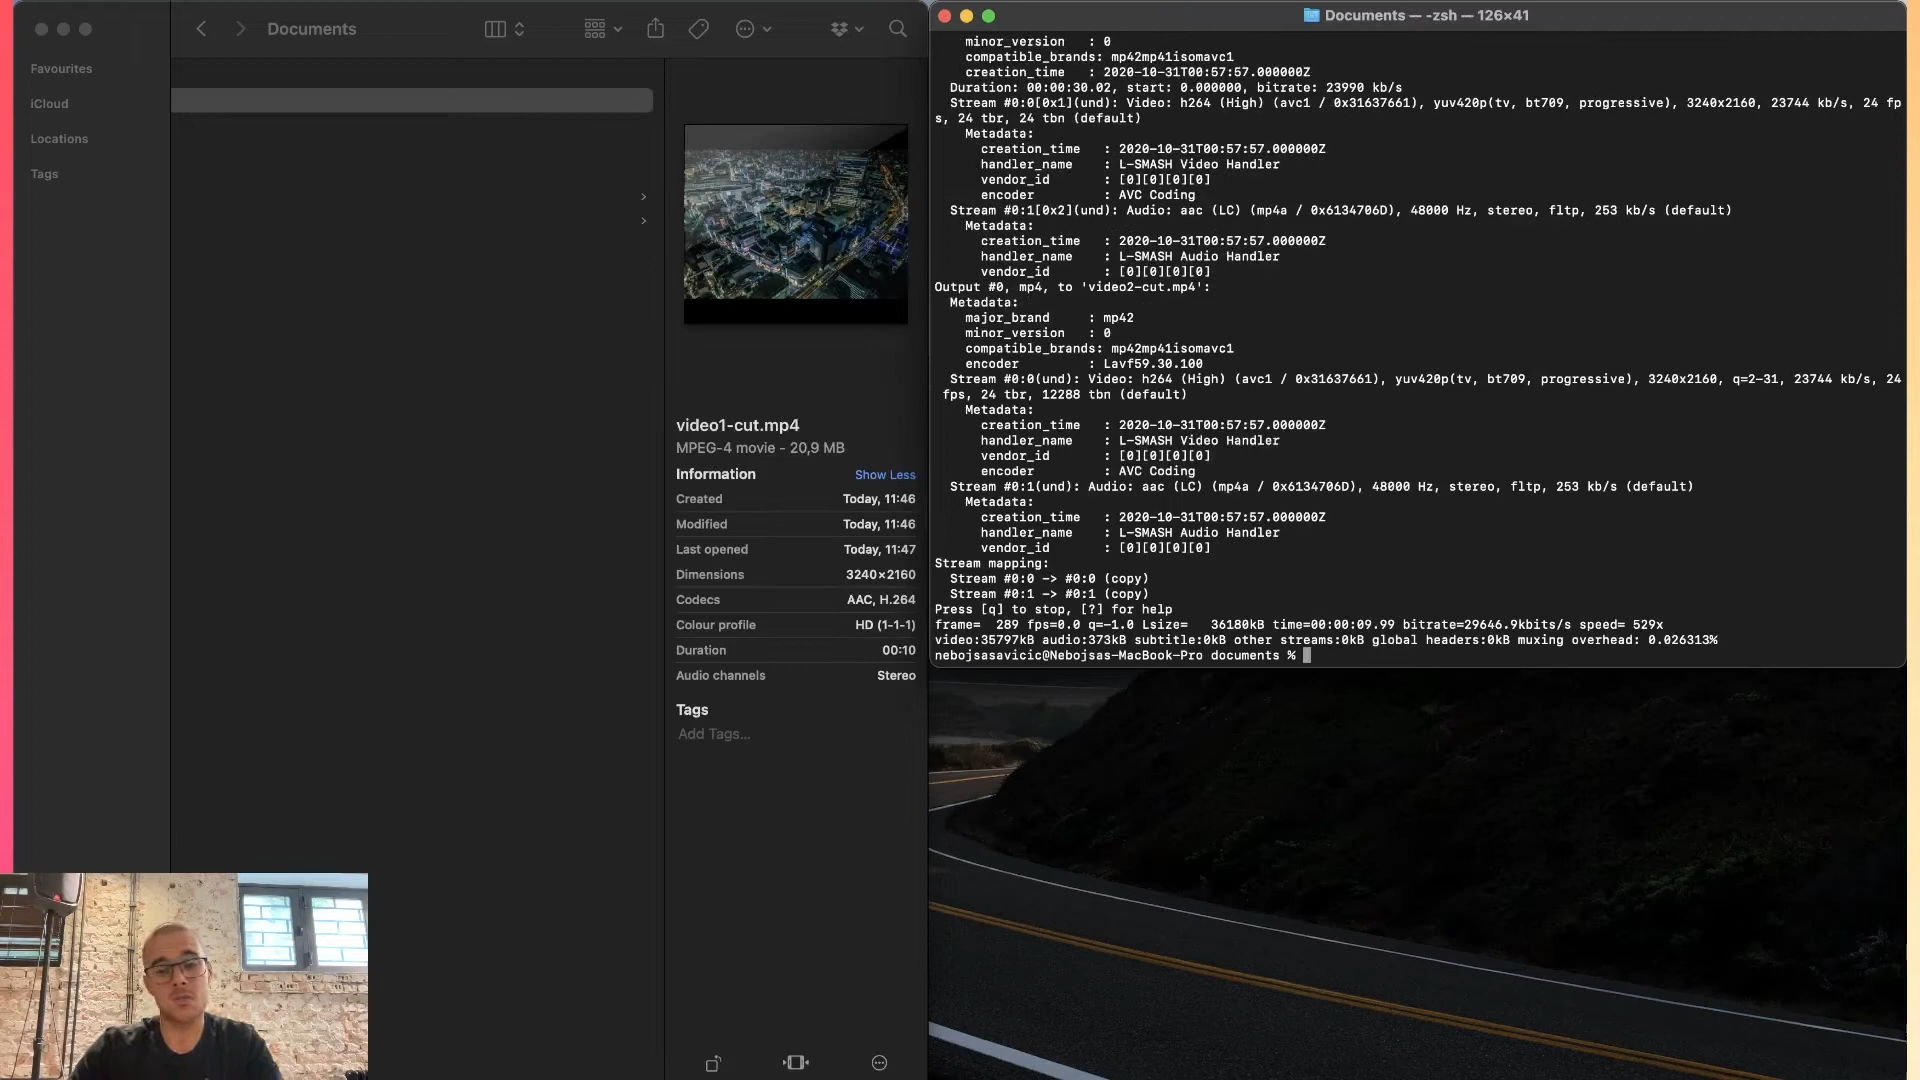 Documents
Favourites
iCloud
Locations
Tags
video1-cut.mp4
MPEG-4 movie - 20,9 MB
Information Show Less
Created Today, 11:46
Modified Today, 11:46
Last opened Today, 11:47
Dimensions 3240×2160
Codecs AAC, H.264
Colour profile HD (1-1-1)
Duration 00:10
Audio channels Stereo
Tags
Add Tags...
Documents — -zsh — 126×41
minor_version : 0
compatible_brands: mp42mp41isomavc1
creation_time : 2020-10-31T00:57:57.000000Z
Duration: 00:00:30.02, start: 0.000000, bitrate: 23990 kb/s
Stream #0:0[0x1](und): Video: h264 (High) (avc1 / 0x31637661), yuv420p(tv, bt709, progressive), 3240x2160, 23744 kb/s, 24 fp
s, 24 tbr, 24 tbn (default)
Metadata:
creation_time : 2020-10-31T00:57:57.000000Z
handler_name : L-SMASH Video Handler
vendor_id : [0][0][0][0]
encoder : AVC Coding
Stream #0:1[0x2](und): Audio: aac (LC) (mp4a / 0x6134706D), 48000 Hz, stereo, fltp, 253 kb/s (default)
Metadata:
creation_time : 2020-10-31T00:57:57.000000Z
handler_name : L-SMASH Audio Handler
vendor_id : [0][0][0][0]
Output #0, mp4, to 'video2-cut.mp4':
Metadata:
major_brand : mp42
minor_version : 0
compatible_brands: mp42mp41isomavc1
encoder : Lavf59.30.100
Stream #0:0(und): Video: h264 (High) (avc1 / 0x31637661), yuv420p(tv, bt709, progressive), 3240x2160, q=2-31, 23744 kb/s, 24
fps, 24 tbr, 12288 tbn (default)
Metadata:
creation_time : 2020-10-31T00:57:57.000000Z
handler_name : L-SMASH Video Handler
vendor_id : [0][0][0][0]
encoder : AVC Coding
Stream #0:1(und): Audio: aac (LC) (mp4a / 0x6134706D), 48000 Hz, stereo, fltp, 253 kb/s (default)
Metadata:
creation_time : 2020-10-31T00:57:57.000000Z
handler_name : L-SMASH Audio Handler
vendor_id : [0][0][0][0]
Stream mapping:
Stream #0:0 -> #0:0 (copy)
Stream #0:1 -> #0:1 (copy)
Press [q] to stop, [?] for help
frame= 289 fps=0.0 q=-1.0 Lsize= 36180kB time=00:00:09.99 bitrate=29646.9kbits/s speed= 529x
video:35797kB audio:373kB subtitle:0kB other streams:0kB global headers:0kB muxing overhead: 0.026313%
nebojsasavicic@Nebojsas-MacBook-Pro documents %